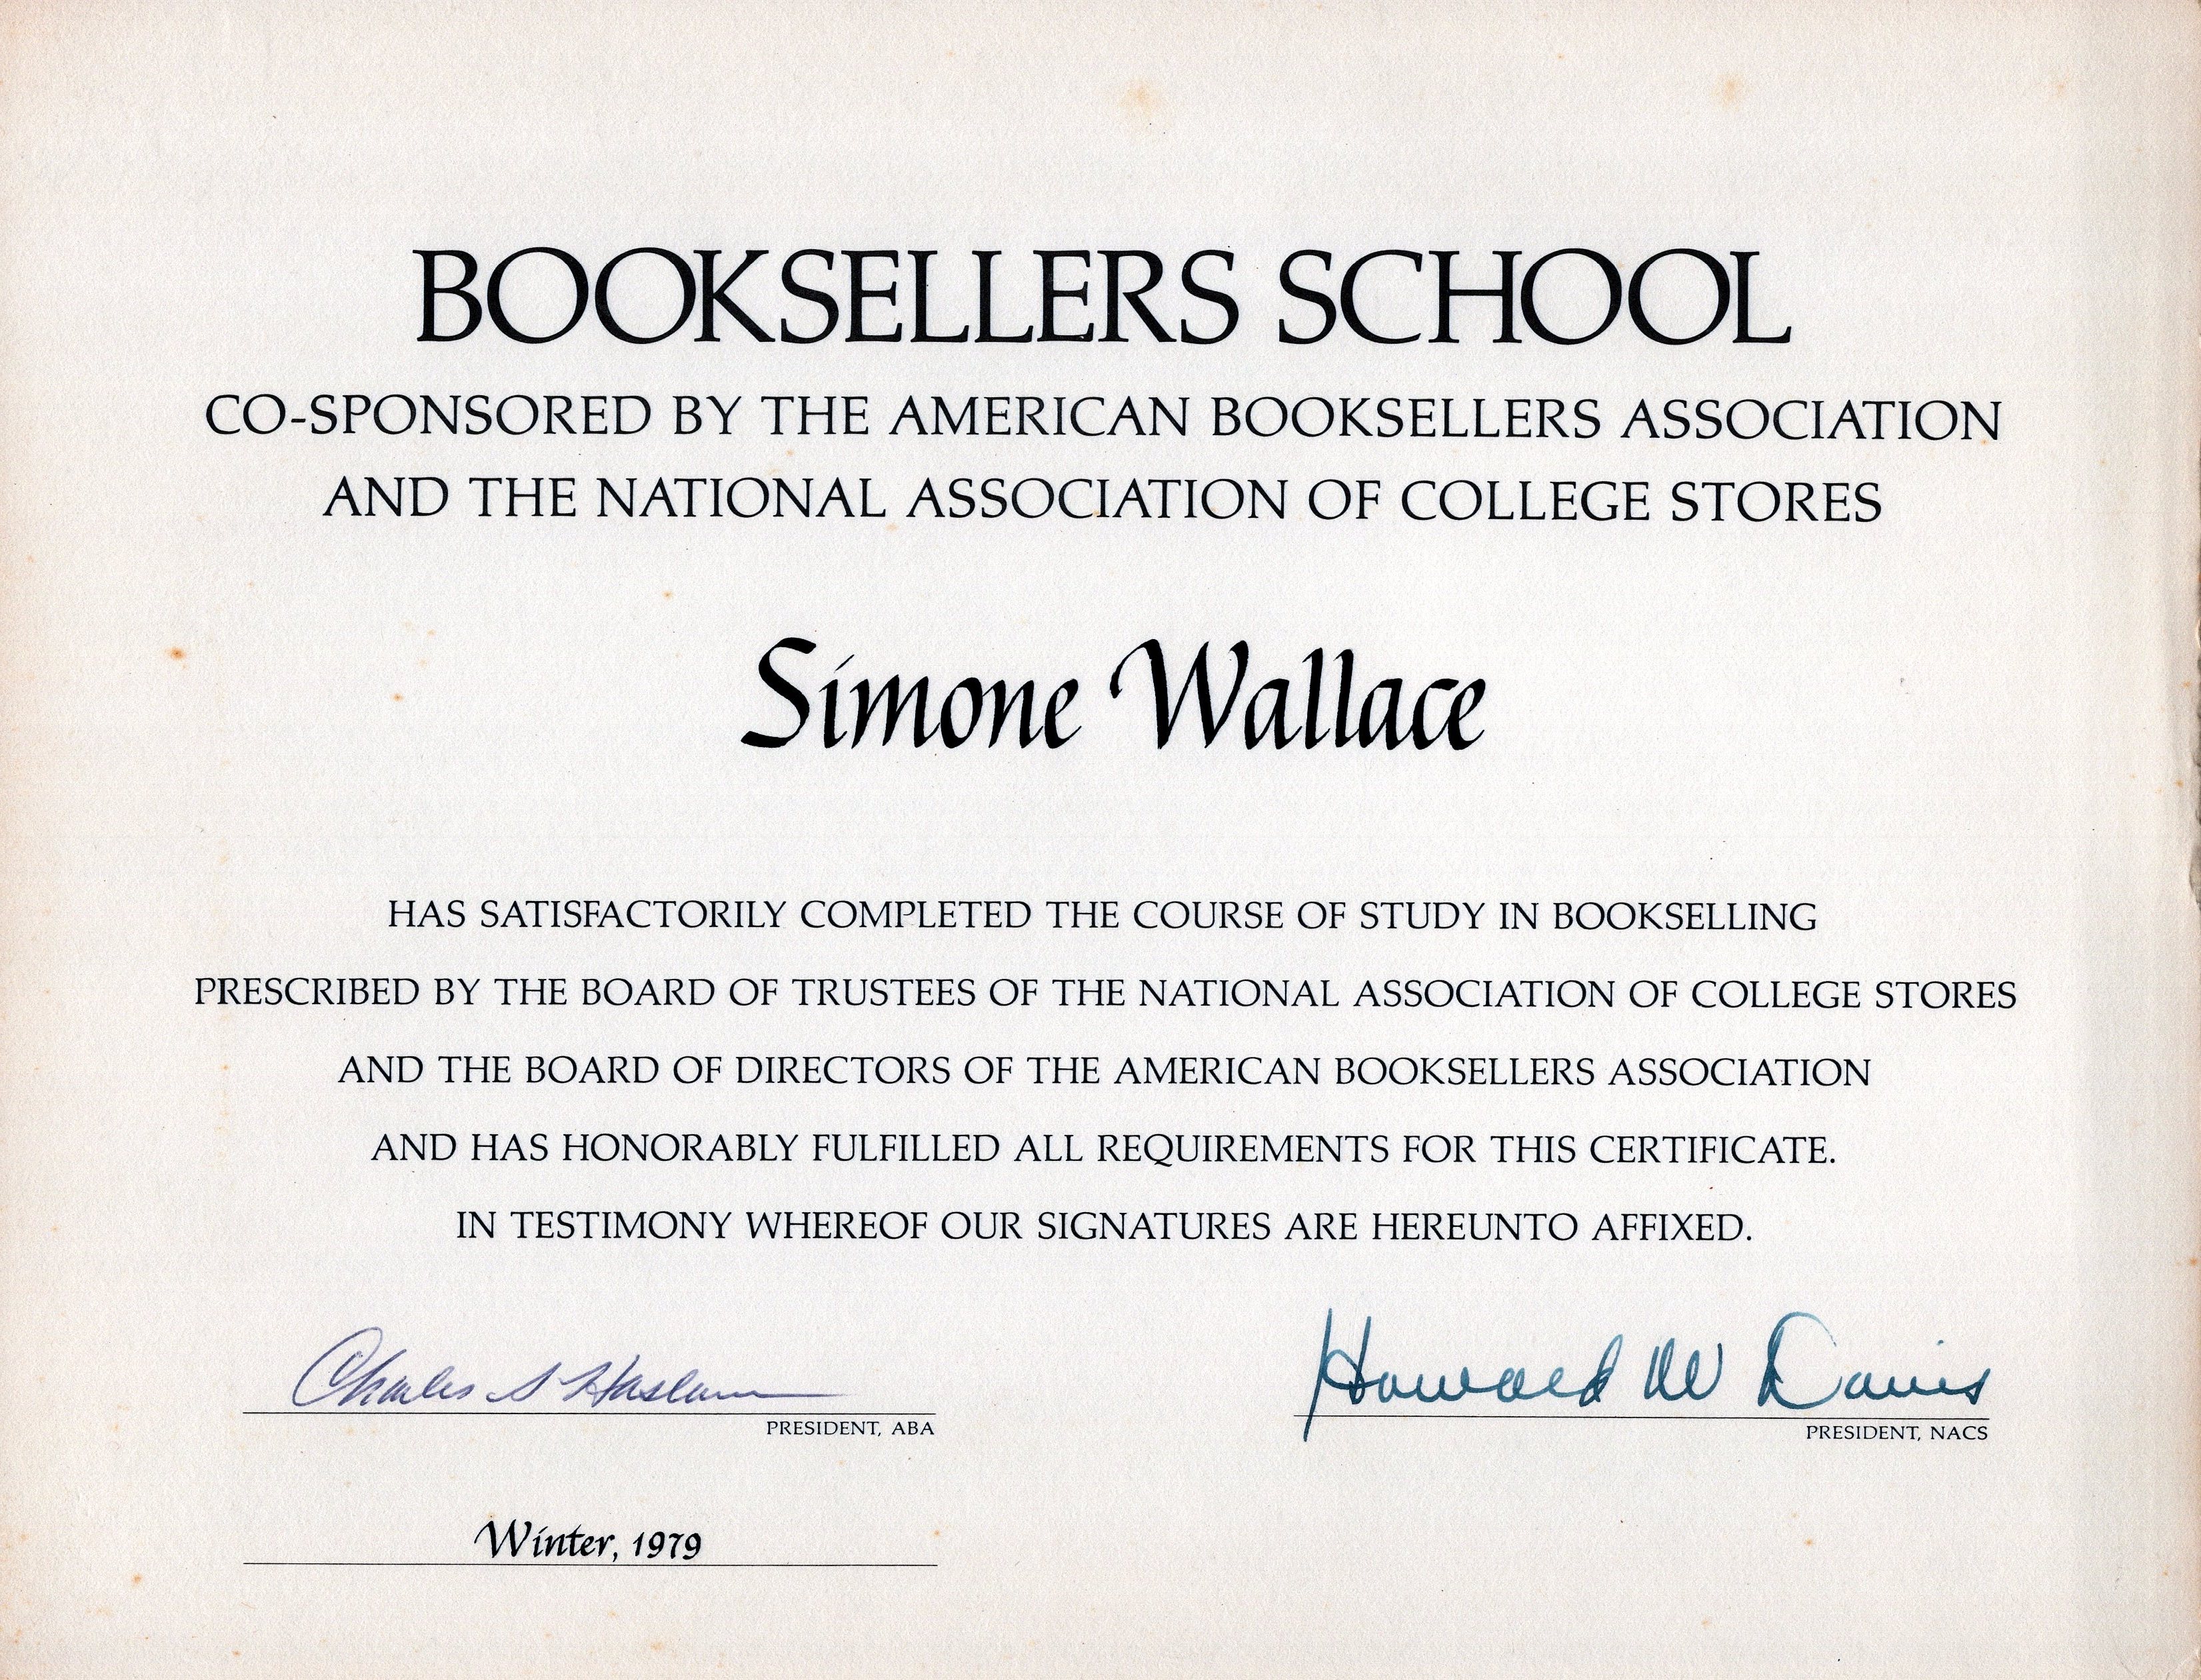 BOOKSELLERS SCHOOL
CO-SPONSORED BY THE AMERICAN BOOKSELLERS ASSOCIATION
AND THE NATIONAL ASSOCIATION OF COLLEGE STORES
Simone Wallace
HAS SATISFACTORILY COMPLETED THE COURSE OF STUDY IN BOOKSELLING
PRESCRIBED BY THE BOARD OF TRUSTEES OF THE NATIONAL ASSOCIATION OF COLLEGE STORES
AND THE BOARD OF DIRECTORS OF THE AMERICAN BOOKSELLERS ASSOCIATION
AND HAS HONORABLY FULFILLED ALL REQUIREMENTS FOR THIS CERTIFICATE.
IN TESTIMONY WHEREOF OUR SIGNATURES ARE HEREUNTO AFFIXED.
Charles S Haslam Howard W Davis
PRESIDENT, ABA PRESIDENT, NACS
Winter, 1979